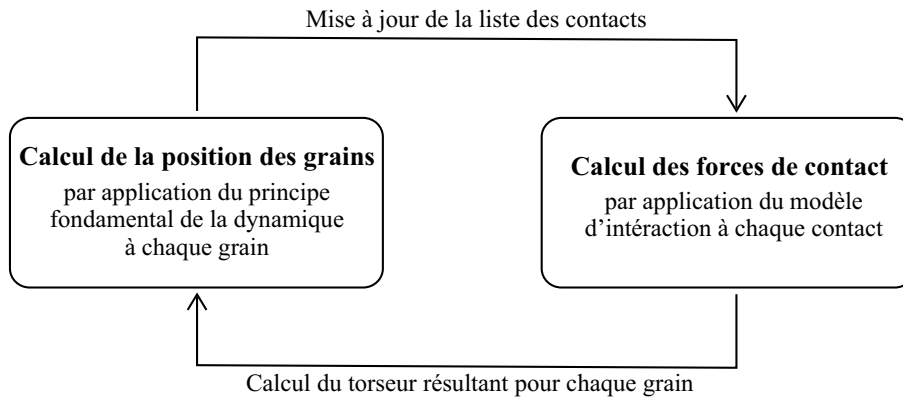 Mise à jour de la liste des contacts
Calcul de la position des grains
par application du principe
fondamental de la dynamique
à chaque grain
Calcul des forces de contact
par application du modèle
d'intéraction à chaque contact
Calcul du torseur résultant pour chaque grain